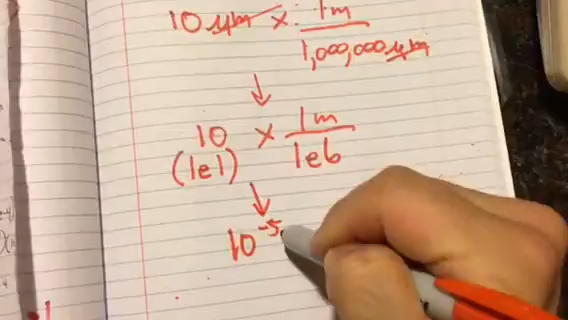 10 μm × 1m
1,000,000 μm
↓
10 × 1m
(1e1) 1e6
↓
10⁻⁵